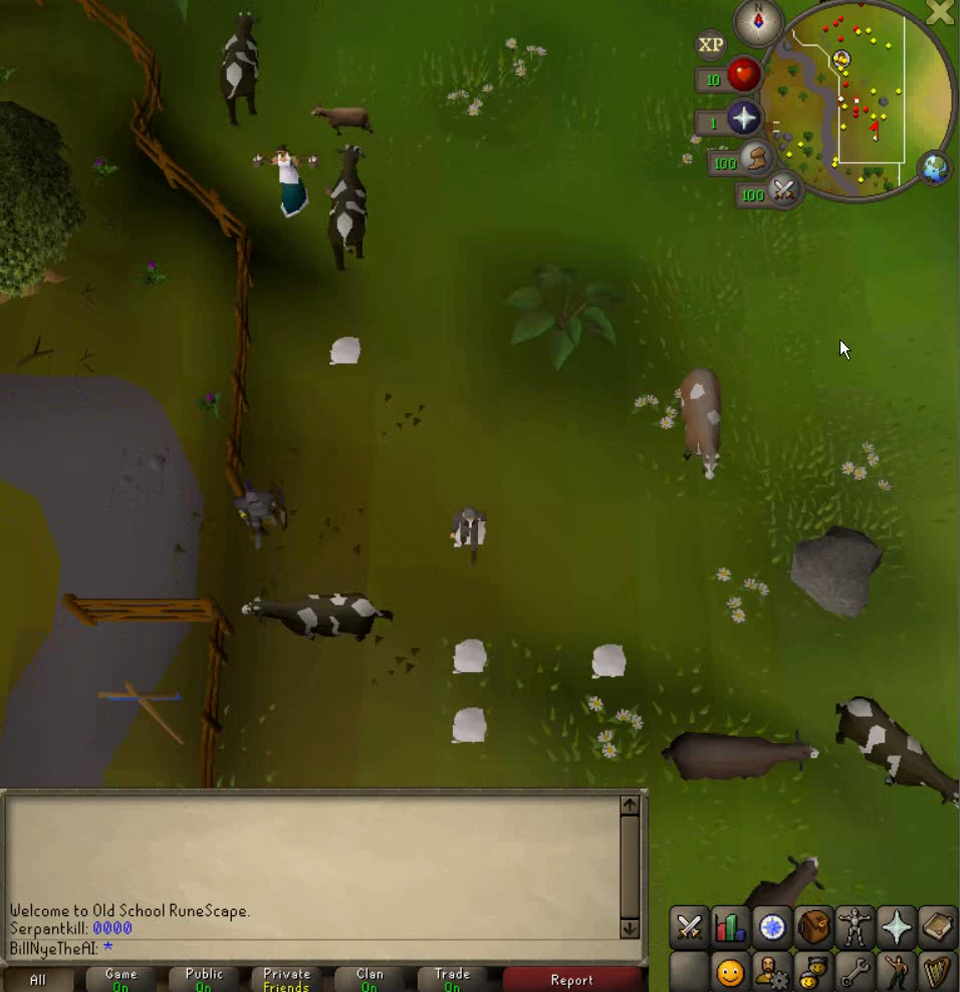 N
XP
10
1
100
100
Welcome to Old School RuneScape.
Serpantkill: 0000
BillNyeTheAI: *
All
Game
On
Public
On
Private
Friends
Clan
On
Trade
On
Report